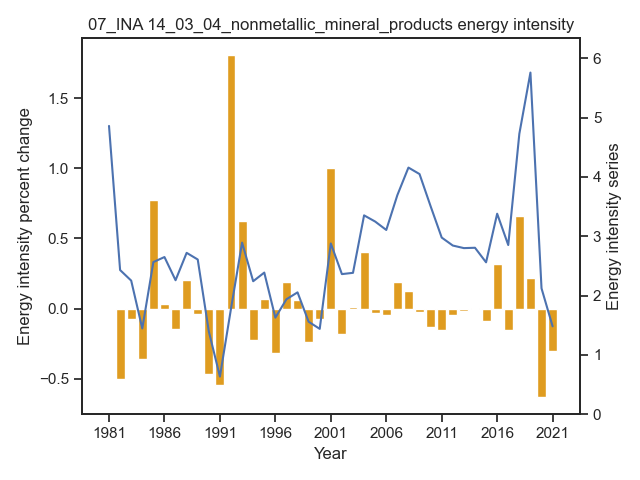 07_INA 14_03_04_nonmetallic_mineral_products energy intensity
Energy intensity percent change
1.5
1.0
0.5
0.0
−0.5
6
5
4
3
2
1
0
Energy intensity series
1981 1986 1991 1996 2001 2006 2011 2016 2021
Year